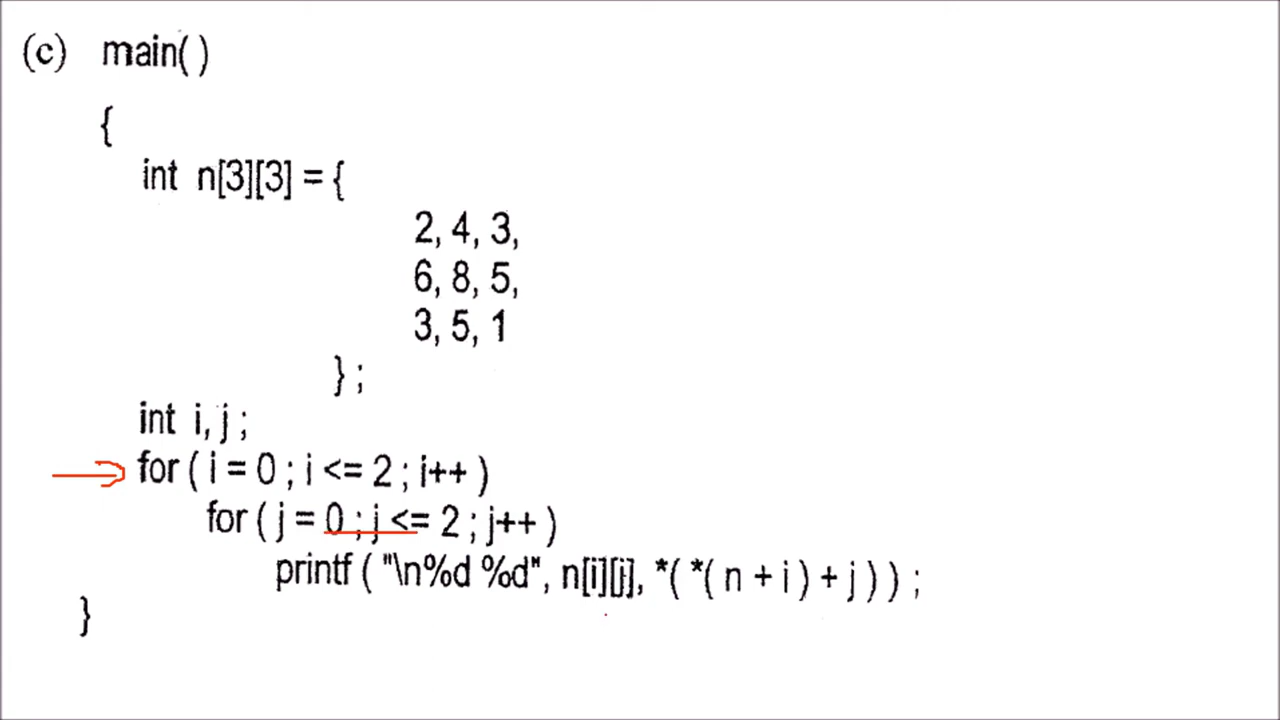 (c) main( )
{
int n[3][3] = {
2, 4, 3,
6, 8, 5,
3, 5, 1
} ;
int i, j ;
for ( i = 0 ; i <= 2 ; i++ )
for ( j = 0 ; j <= 2 ; j++ )
printf ( "\n%d %d", n[i][j], *( *( n + i ) + j ) ) ;
}